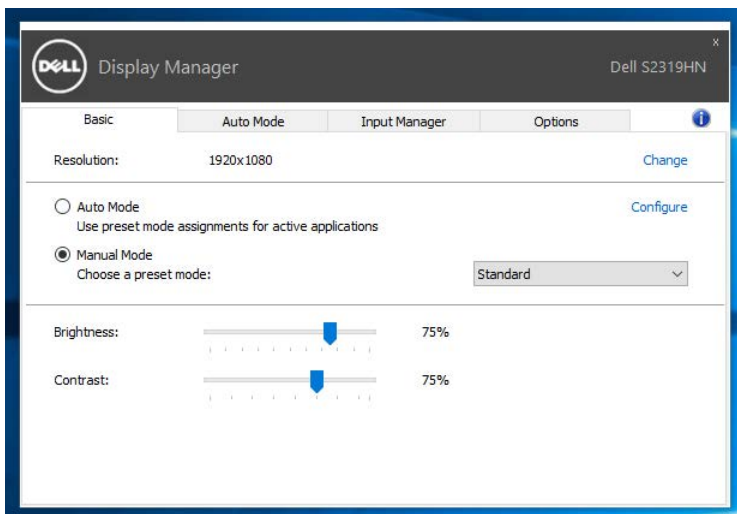 DELL Display Manager Dell S2319HN x
Basic Auto Mode Input Manager Options i
Resolution: 1920x1080 Change
Auto Mode Configure
Use preset mode assignments for active applications
Manual Mode
Choose a preset mode: Standard
Brightness: 75%
Contrast: 75%